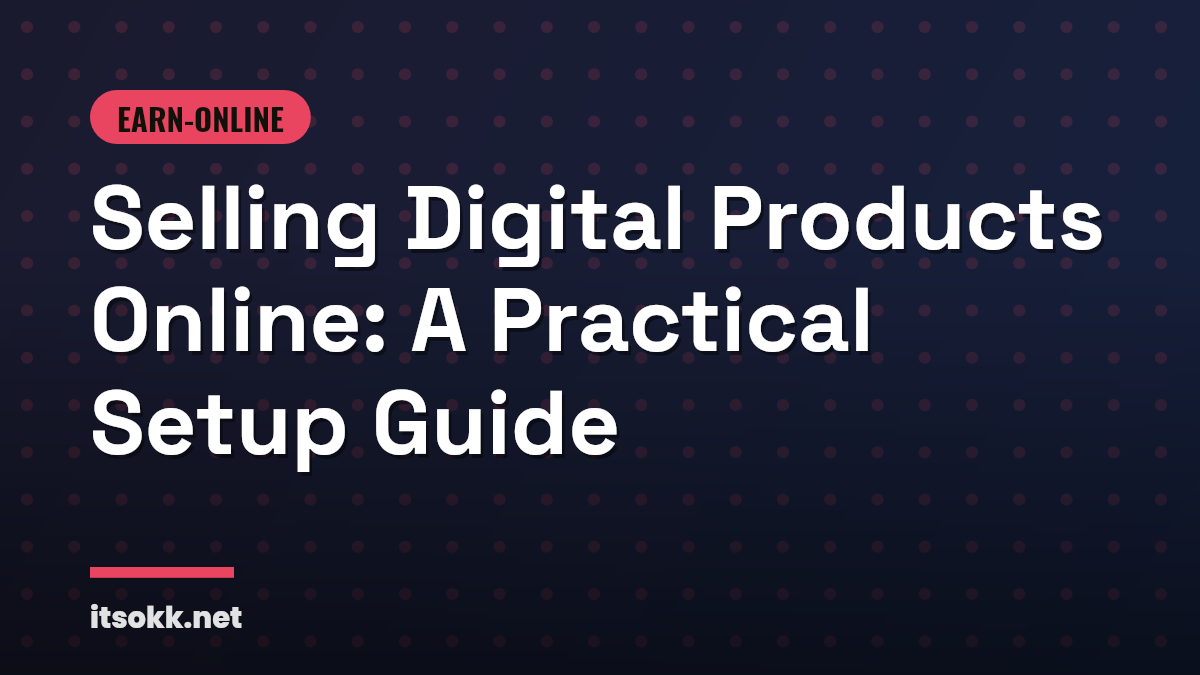 EARN-ONLINE
Selling Digital Products
Online: A Practical
Setup Guide
itsokk.net